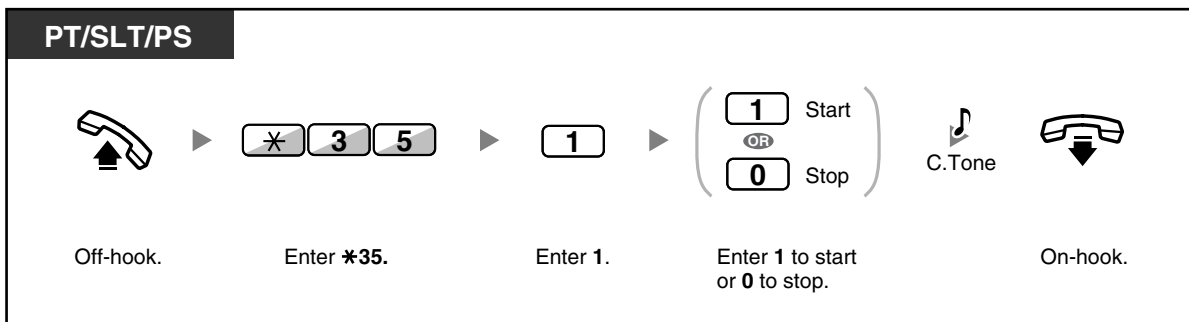 PT/SLT/PS
1 Start
✳ 3 5 1 OR C.Tone
0 Stop
Off-hook. Enter ✳35. Enter 1. Enter 1 to start On-hook.
or 0 to stop.